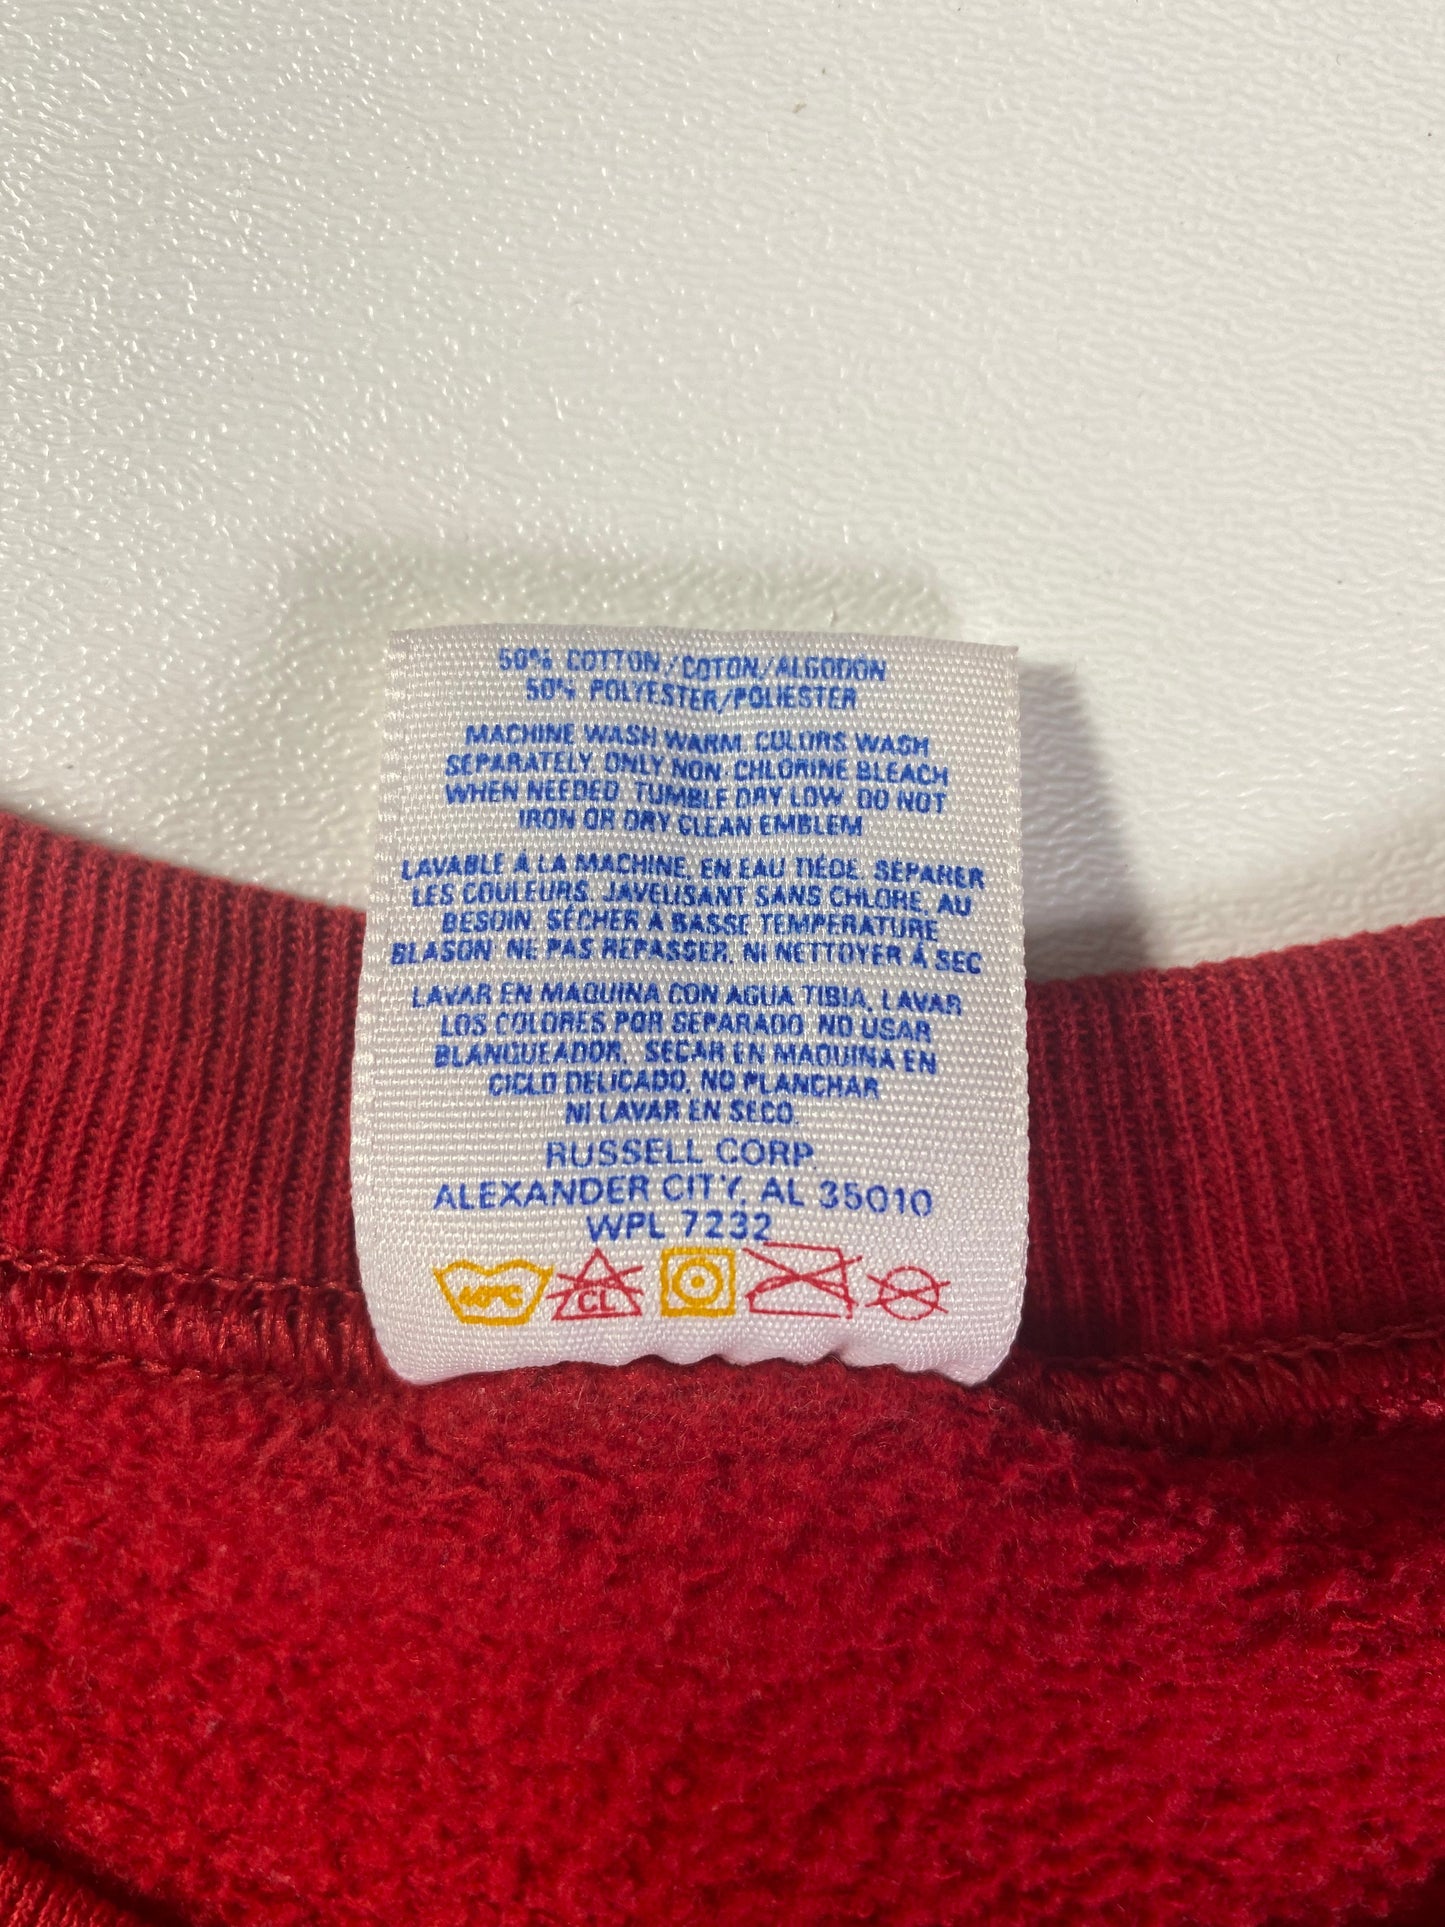 50% COTTON/COTON/ALGODÓN
50% POLYESTER/POLIESTER
MACHINE WASH WARM. COLORS WASH
SEPARATELY. ONLY NON-CHLORINE BLEACH
WHEN NEEDED. TUMBLE DRY LOW. DO NOT
IRON OR DRY CLEAN EMBLEM
LAVABLE À LA MACHINE, EN EAU TIÉDE. SÉPARER
LES COULEURS. JAVELISANT SANS CHLORE, AU
BESOIN. SÉCHER À BASSE TEMPÉRATURE
BLASON: NE PAS REPASSER, NI NETTOYER À SEC
LAVAR EN MAQUINA CON AGUA TIBIA, LAVAR
LOS COLORES POR SEPARADO. NO USAR
BLANQUEADOR. SECAR EN MAQUINA EN
CICLO DELICADO, NO PLANCHAR
NI LAVAR EN SECO.
RUSSELL CORP.
ALEXANDER CITY, AL 35010
WPL 7232
40°C CL